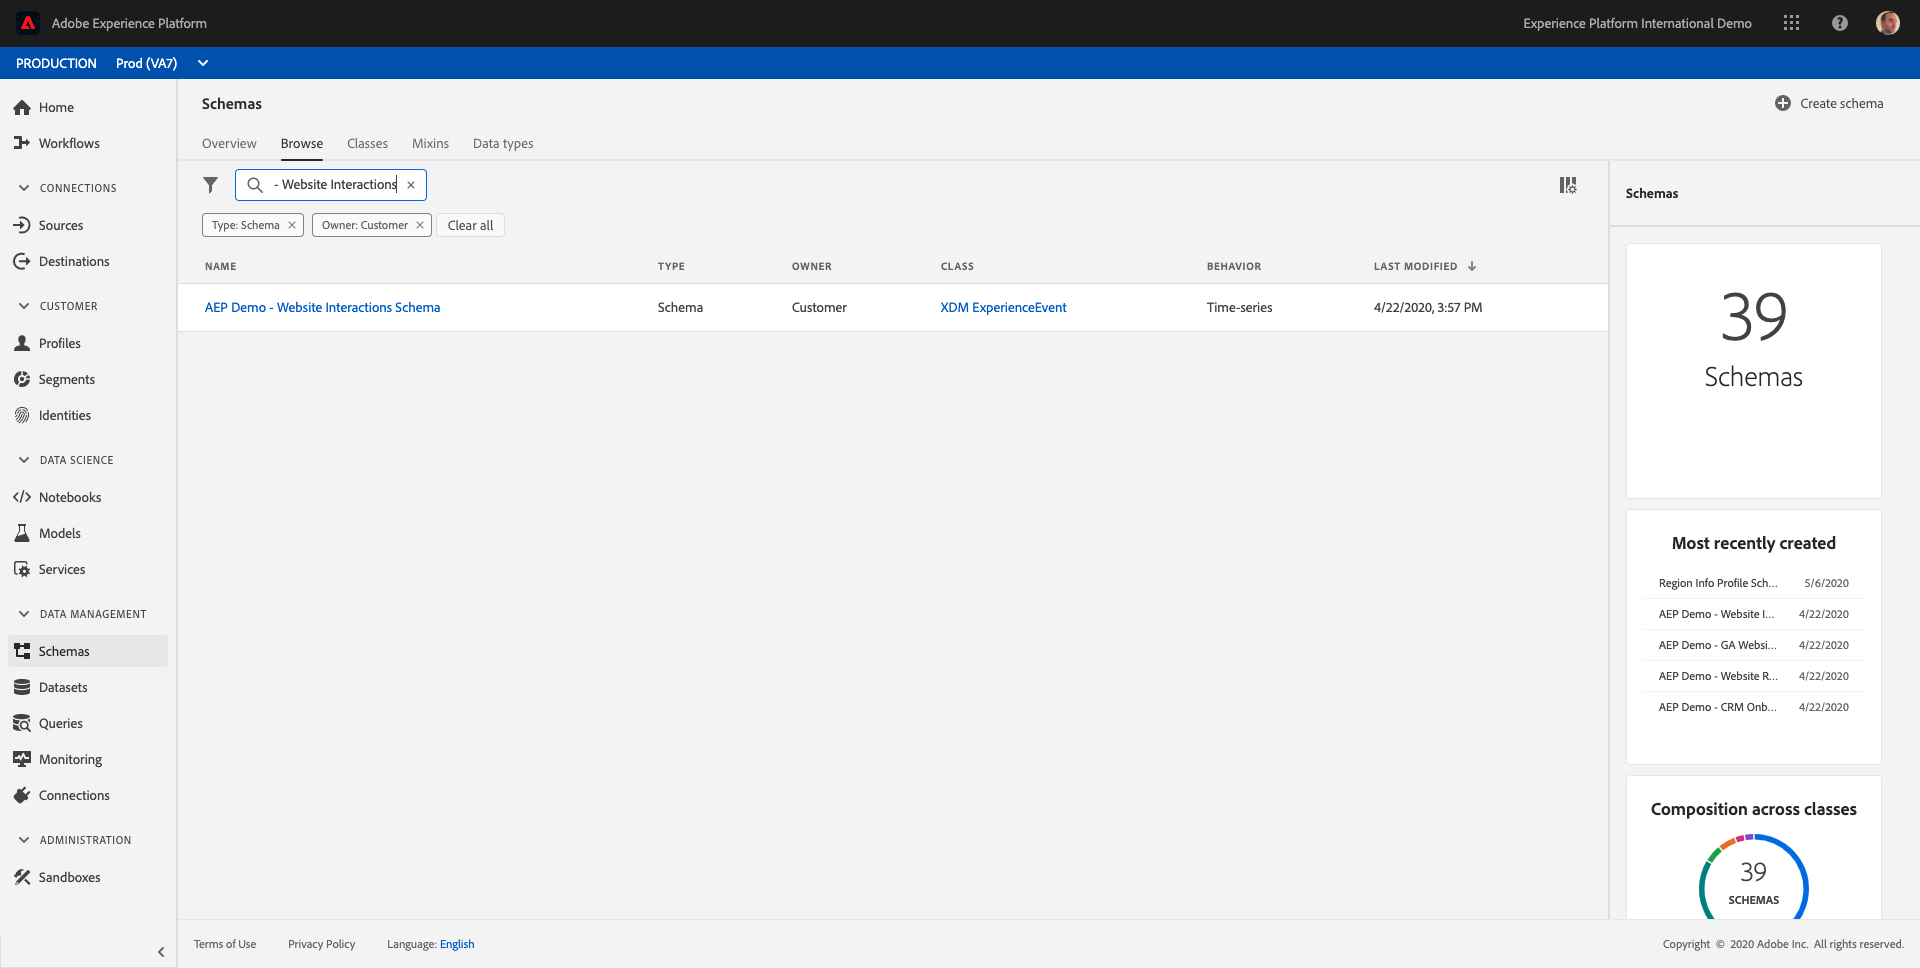 Adobe Experience Platform
Experience Platform International Demo
PRODUCTION Prod (VA7)
Home
Workflows
CONNECTIONS
Sources
Destinations
CUSTOMER
Profiles
Segments
Identities
DATA SCIENCE
Notebooks
Models
Services
DATA MANAGEMENT
Schemas
Datasets
Queries
Monitoring
Connections
ADMINISTRATION
Sandboxes
Schemas
Create schema
Overview Browse Classes Mixins Data types
- Website Interactions
Type: Schema Owner: Customer Clear all
NAME TYPE OWNER CLASS BEHAVIOR LAST MODIFIED
AEP Demo - Website Interactions Schema Schema Customer XDM ExperienceEvent Time-series 4/22/2020, 3:57 PM
Schemas
39
Schemas
Most recently created
Region Info Profile Sch... 5/6/2020
AEP Demo - Website I... 4/22/2020
AEP Demo - GA Websi... 4/22/2020
AEP Demo - Website R... 4/22/2020
AEP Demo - CRM Onb... 4/22/2020
Composition across classes
39
SCHEMAS
Terms of Use Privacy Policy Language: English
Copyright © 2020 Adobe Inc. All rights reserved.